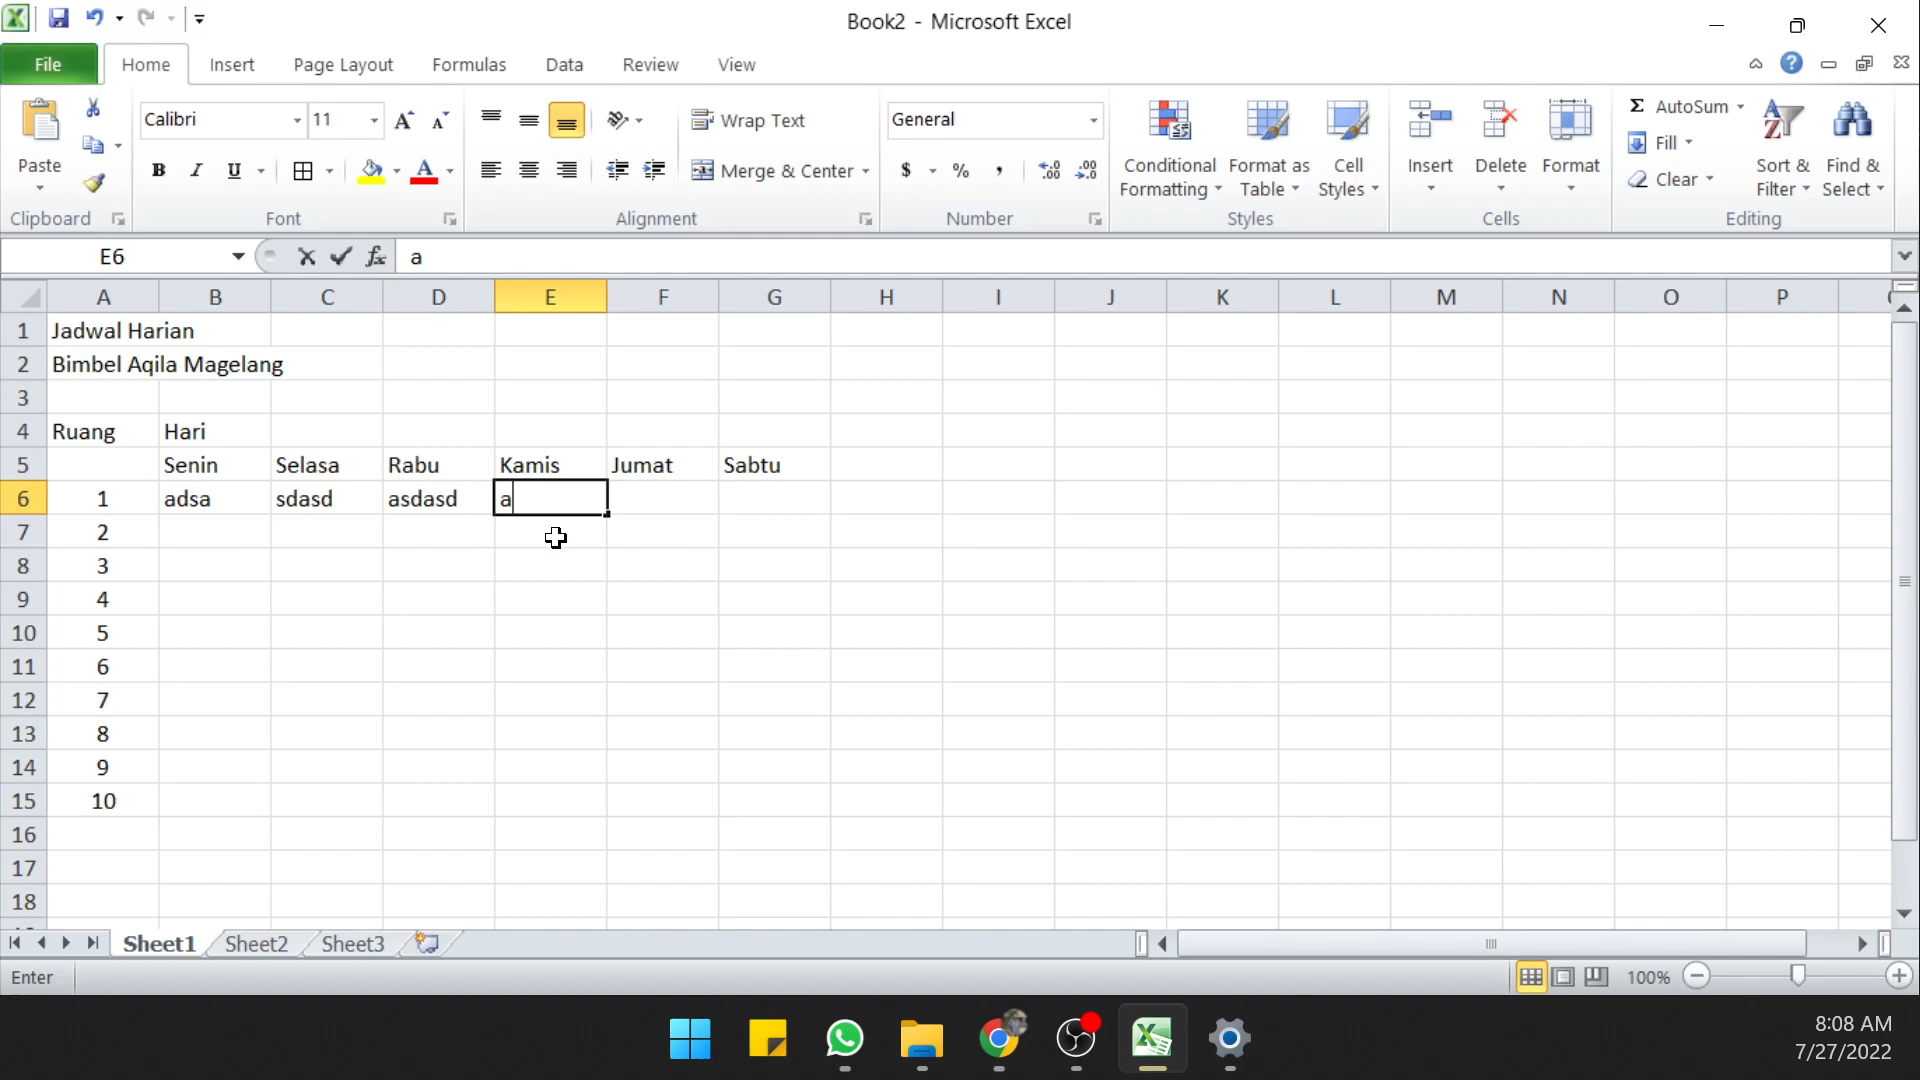 Book2 - Microsoft Excel
File Home Insert Page Layout Formulas Data Review View
Calibri 11 Wrap Text General Σ AutoSum
Fill
Paste B I U A Merge & Center $ % , Conditional Formatting Format as Table Cell Styles Insert Delete Format Clear Sort & Filter Find & Select
Clipboard Font Alignment Number Styles Cells Editing
E6 fx a
A B C D E F G H I J K L M N O P
1 Jadwal Harian
2 Bimbel Aqila Magelang
3
4 Ruang Hari
5 Senin Selasa Rabu Kamis Jumat Sabtu
6 1 adsa sdasd asdasd a
7 2
8 3
9 4
10 5
11 6
12 7
13 8
14 9
15 10
16
17
18
Sheet1 Sheet2 Sheet3
Enter 100%
8:08 AM
7/27/2022